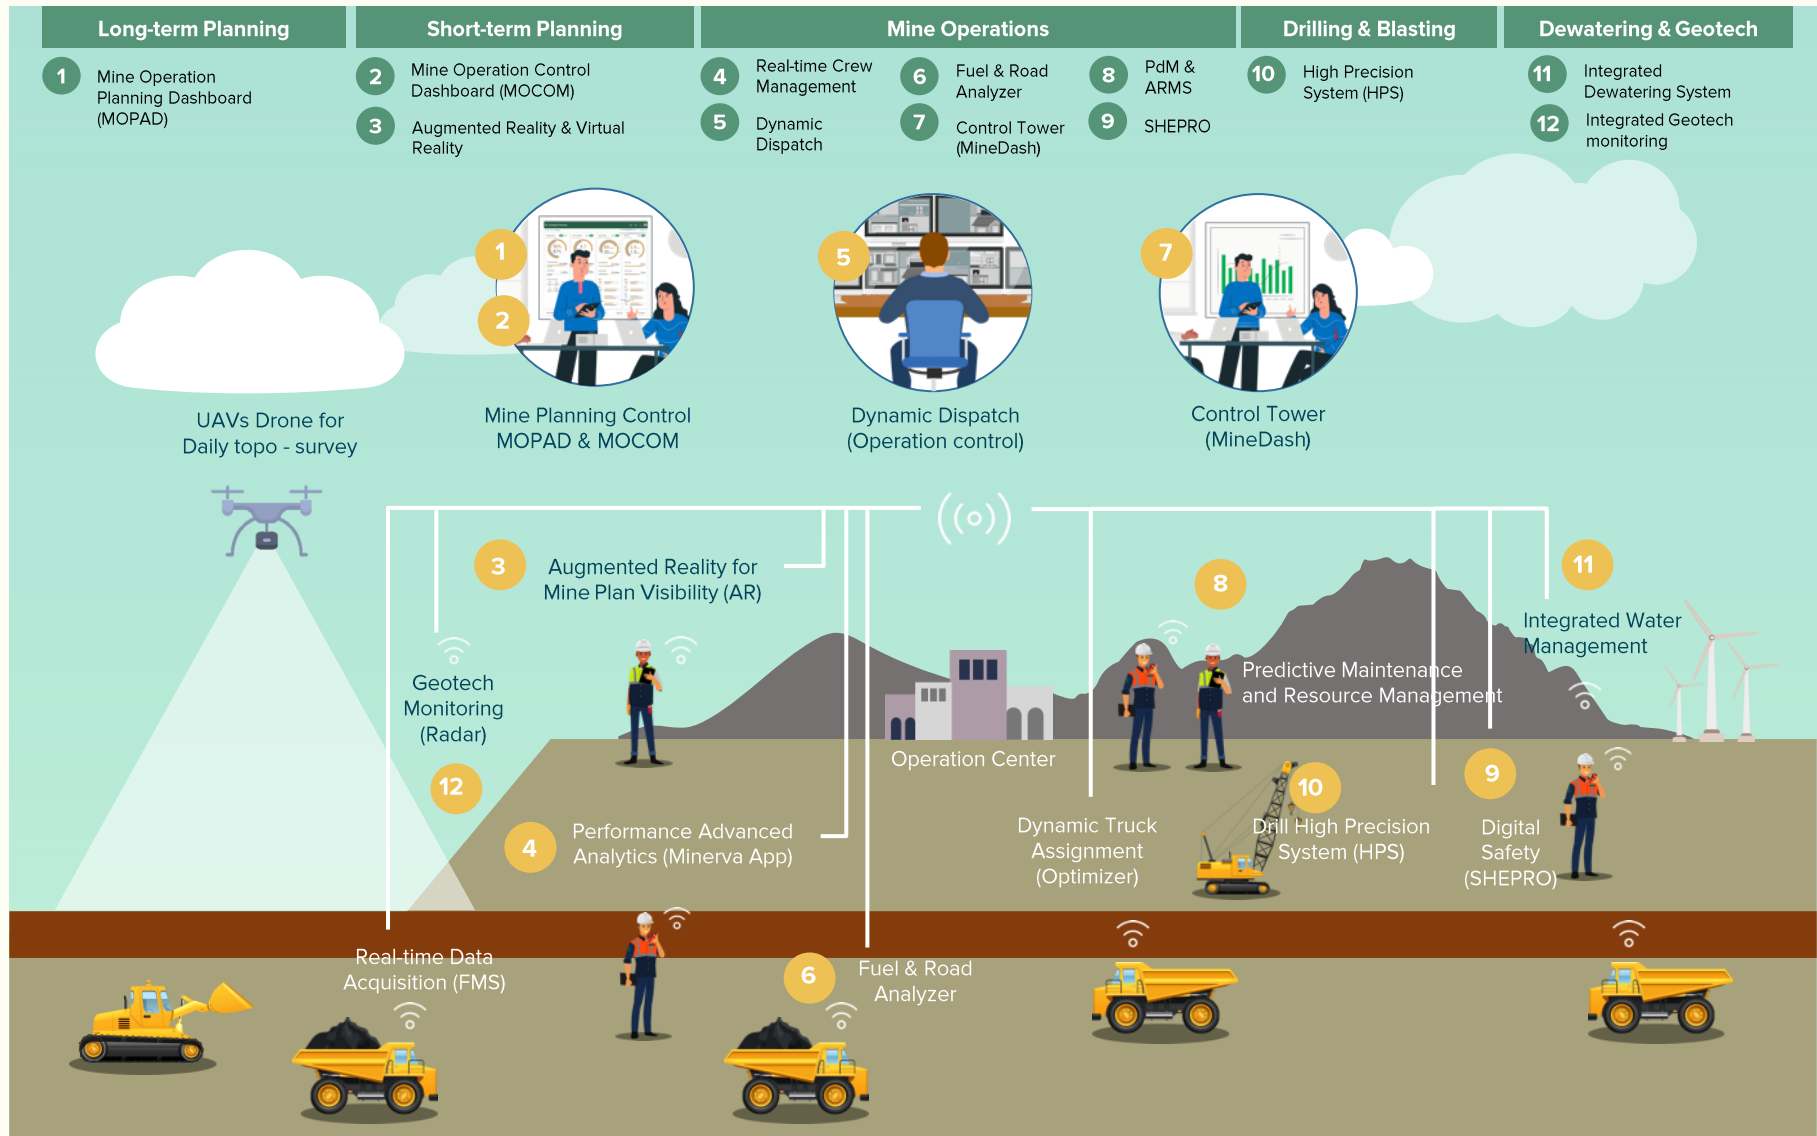 Long-term Planning
Short-term Planning
Mine Operations
Drilling & Blasting
Dewatering & Geotech
1
Mine Operation
Planning Dashboard
(MOPAD)
2
Mine Operation Control
Dashboard (MOCOM)
3
Augmented Reality & Virtual
Reality
4
Real-time Crew
Management
5
Dynamic
Dispatch
6
Fuel & Road
Analyzer
7
Control Tower
(MineDash)
8
PdM &
ARMS
9
SHEPRO
10
High Precision
System (HPS)
11
Integrated
Dewatering System
12
Integrated Geotech
monitoring
1
2
5
7
UAVs Drone for
Daily topo - survey
Mine Planning Control
MOPAD & MOCOM
Dynamic Dispatch
(Operation control)
Control Tower
(MineDash)
3
Augmented Reality for
Mine Plan Visibility (AR)
8
11
Integrated Water
Management
Geotech
Monitoring
(Radar)
12
Predictive Maintenance
and Resource Management
Operation Center
4
Performance Advanced
Analytics (Minerva App)
Dynamic Truck
Assignment
(Optimizer)
10
Drill High Precision
System (HPS)
9
Digital
Safety
(SHEPRO)
Real-time Data
Acquisition (FMS)
6
Fuel & Road
Analyzer